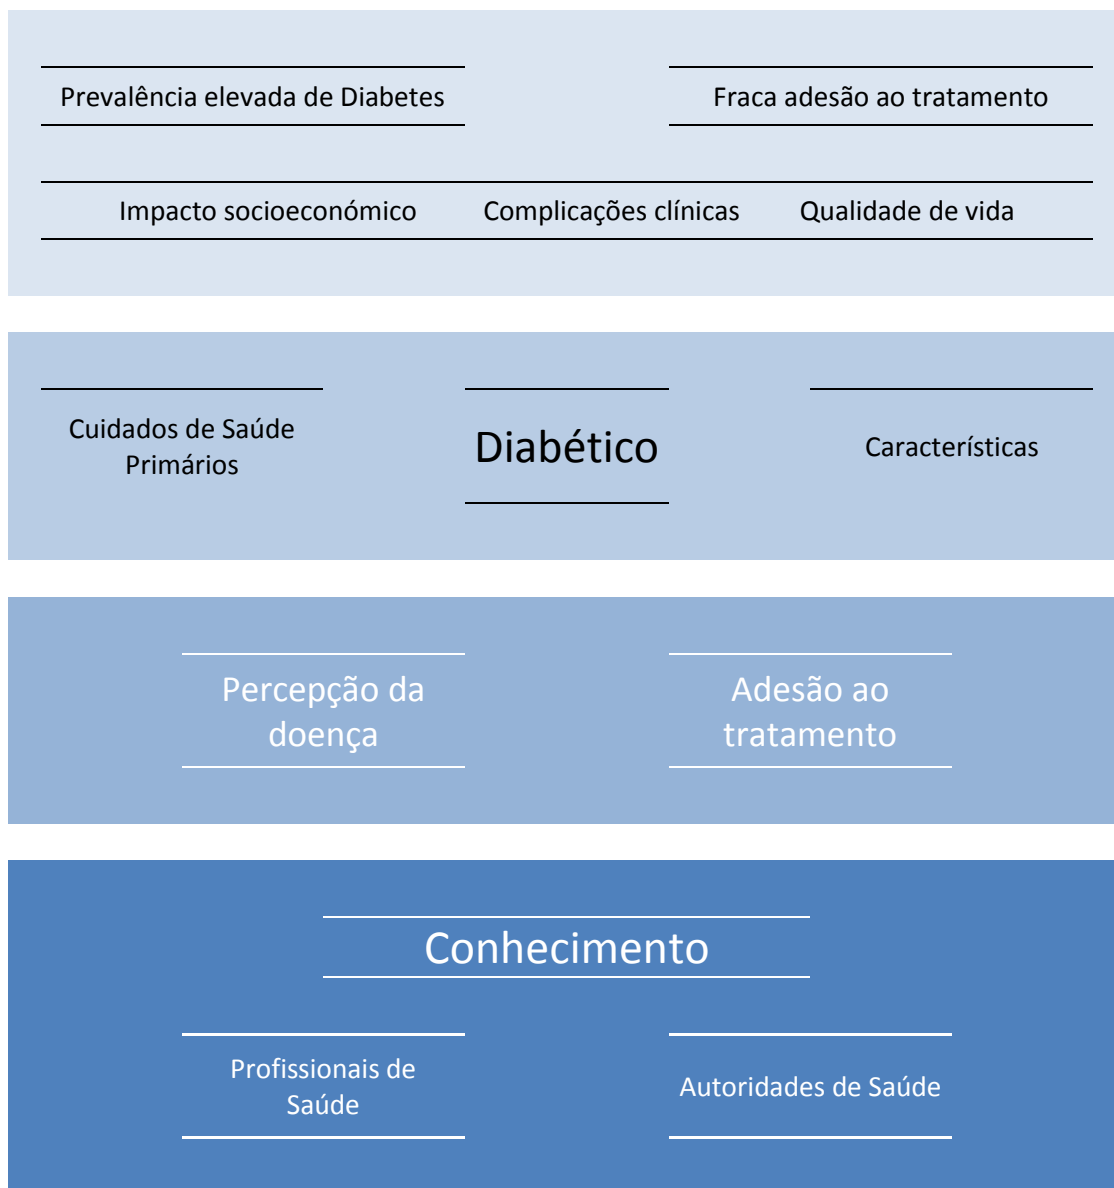 Prevalência elevada de Diabetes
Fraca adesão ao tratamento
Impacto socioeconómico
Complicações clínicas
Qualidade de vida
Cuidados de Saúde
Primários
Diabético
Características
Percepção da
doença
Adesão ao
tratamento
Conhecimento
Profissionais de
Saúde
Autoridades de Saúde